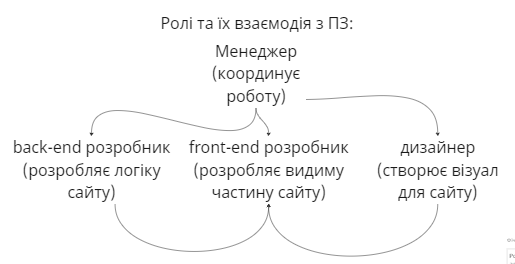 Ролі та їх взаємодія з ПЗ:
Менеджер
(координує
роботу)
back-end розробник
(розробляє логіку
сайту)
front-end розробник
(розробляє видиму
частину сайту)
дизайнер
(створює візуал
для сайту)